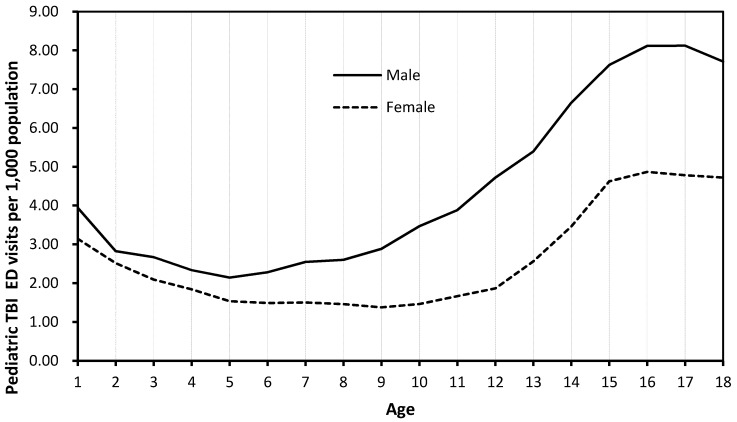 Pediatric TBI  ED visits per 1,000 population
9.00
8.00
7.00
6.00
5.00
4.00
3.00
2.00
1.00
0.00
Male
Female
1 2 3 4 5 6 7 8 9 10 11 12 13 14 15 16 17 18
Age